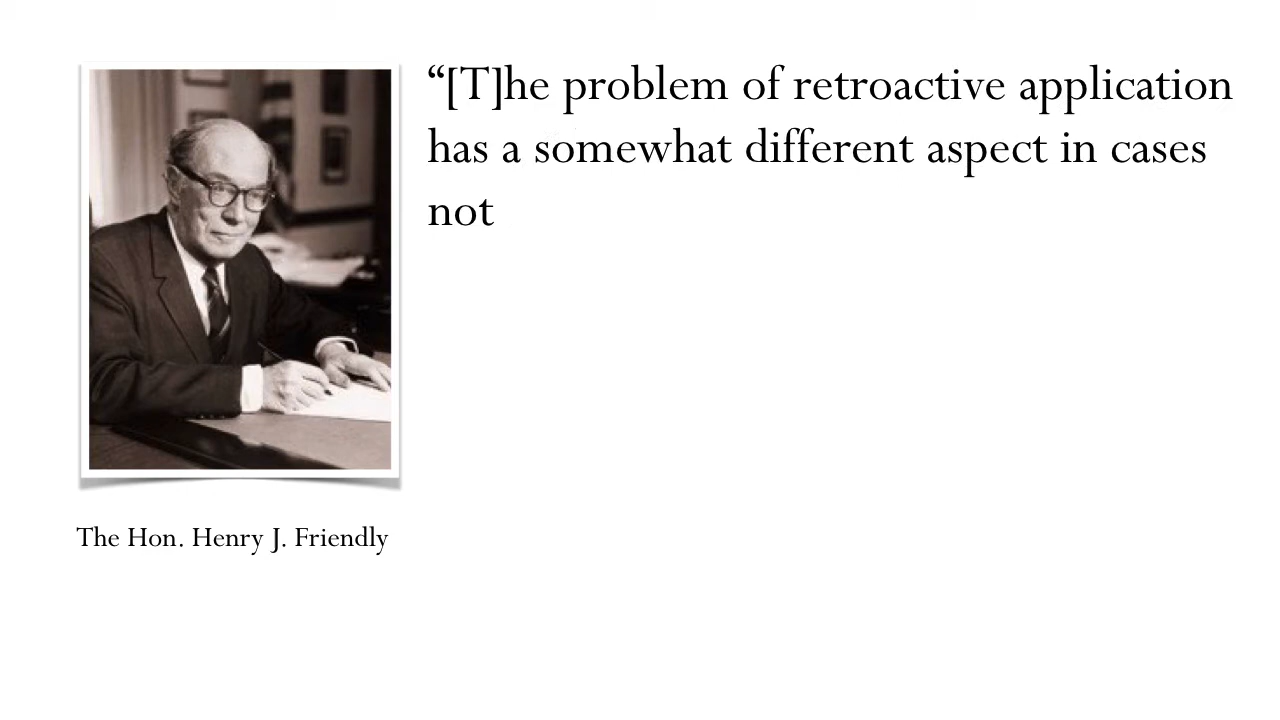 “[T]he problem of retroactive application
has a somewhat different aspect in cases
not
The Hon. Henry J. Friendly